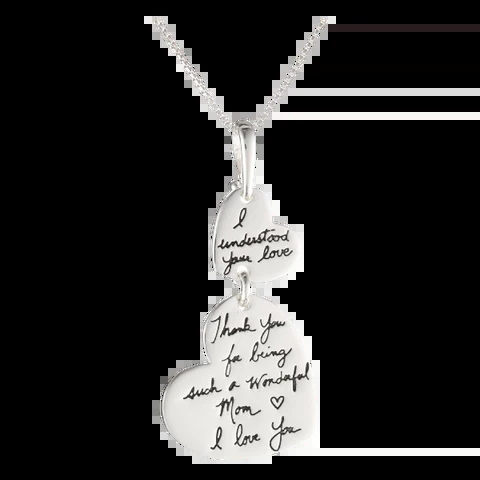 I
understood
your love
Thank You
for being
such a Wonderful
Mom ♡
I love You